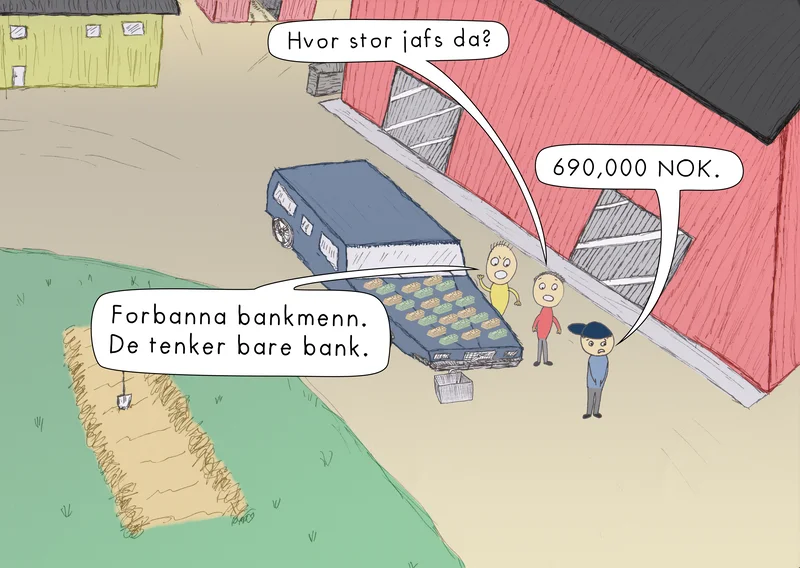 Hvor stor jafs da?
690,000 NOK.
Forbanna bankmenn.
De tenker bare bank.